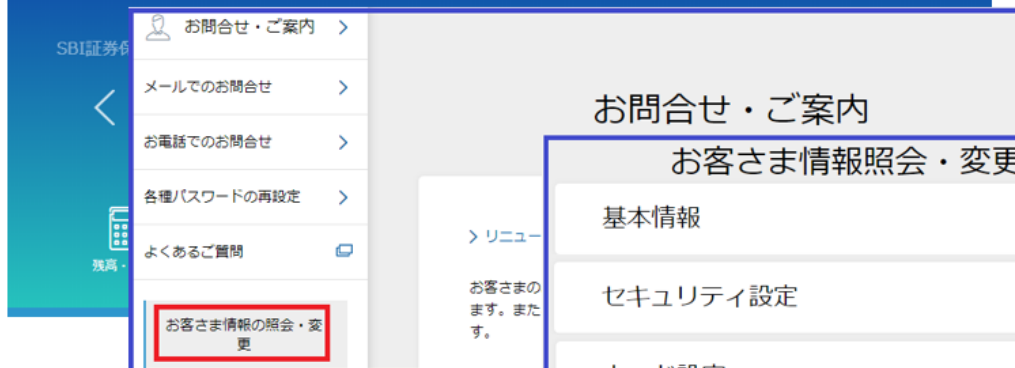 SBI証券
お問合せ・ご案内
メールでのお問合せ
お電話でのお問合せ
各種パスワードの再設定
よくあるご質問
お客さま情報の照会・変
更
残高・
お問合せ・ご案内
リニュー
お客さまの
ます。また
す。
お客さま情報照会・変更
基本情報
セキュリティ設定